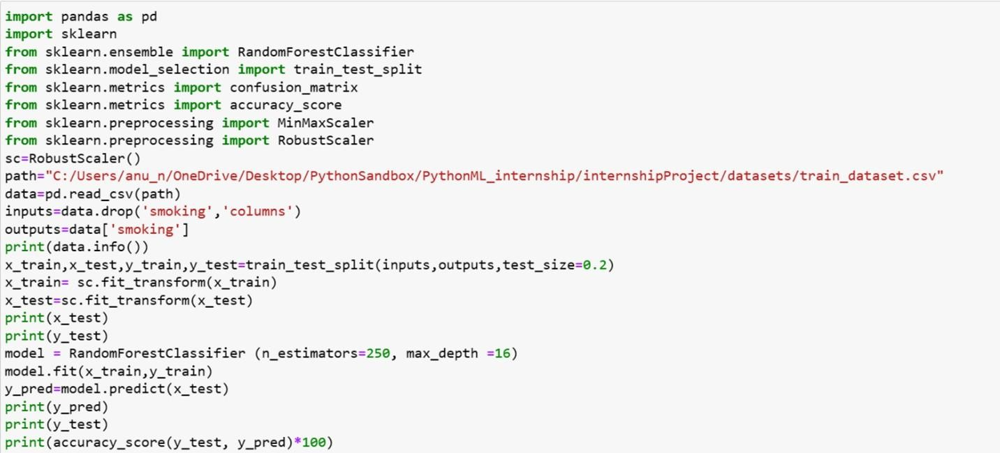 import pandas as pd
import sklearn
from sklearn.ensemble import RandomForestClassifier
from sklearn.model_selection import train_test_split
from sklearn.metrics import confusion_matrix
from sklearn.metrics import accuracy_score
from sklearn.preprocessing import MinMaxScaler
from sklearn.preprocessing import RobustScaler
sc=RobustScaler()
path="C:/Users/anu_n/OneDrive/Desktop/PythonSandbox/PythonML_internship/internshipProject/datasets/train_dataset.csv"
data=pd.read_csv(path)
inputs=data.drop('smoking','columns')
outputs=data['smoking']
print(data.info())
x_train,x_test,y_train,y_test=train_test_split(inputs,outputs,test_size=0.2)
x_train= sc.fit_transform(x_train)
x_test=sc.fit_transform(x_test)
print(x_test)
print(y_test)
model = RandomForestClassifier (n_estimators=250, max_depth =16)
model.fit(x_train,y_train)
y_pred=model.predict(x_test)
print(y_pred)
print(y_test)
print(accuracy_score(y_test, y_pred)*100)